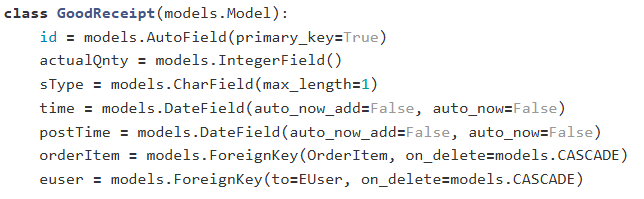 class GoodReceipt(models.Model):
    id = models.AutoField(primary_key=True)
    actualQnty = models.IntegerField()
    sType = models.CharField(max_length=1)
    time = models.DateField(auto_now_add=False, auto_now=False)
    postTime = models.DateField(auto_now_add=False, auto_now=False)
    orderItem = models.ForeignKey(OrderItem, on_delete=models.CASCADE)
    euser = models.ForeignKey(to=EUser, on_delete=models.CASCADE)